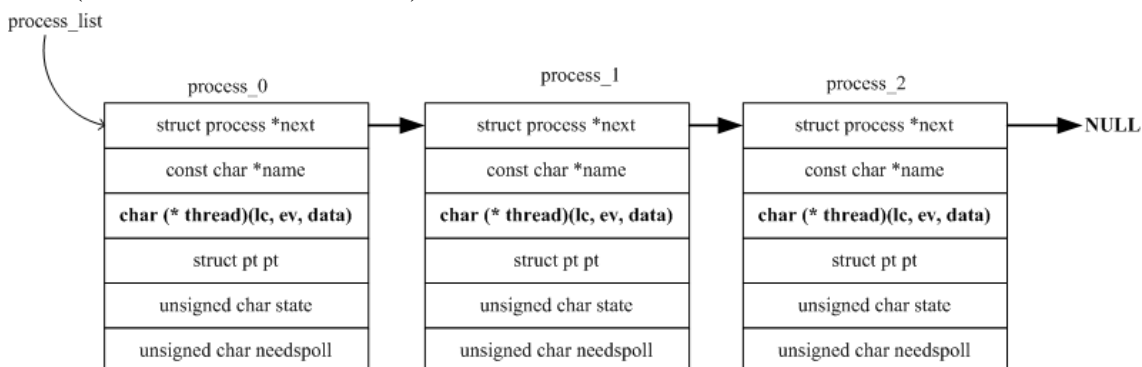 process_list
process_0
process_1
process_2
struct process *next
struct process *next
struct process *next
NULL
const char *name
const char *name
const char *name
char (* thread)(lc, ev, data)
char (* thread)(lc, ev, data)
char (* thread)(lc, ev, data)
struct pt pt
struct pt pt
struct pt pt
unsigned char state
unsigned char state
unsigned char state
unsigned char needspoll
unsigned char needspoll
unsigned char needspoll